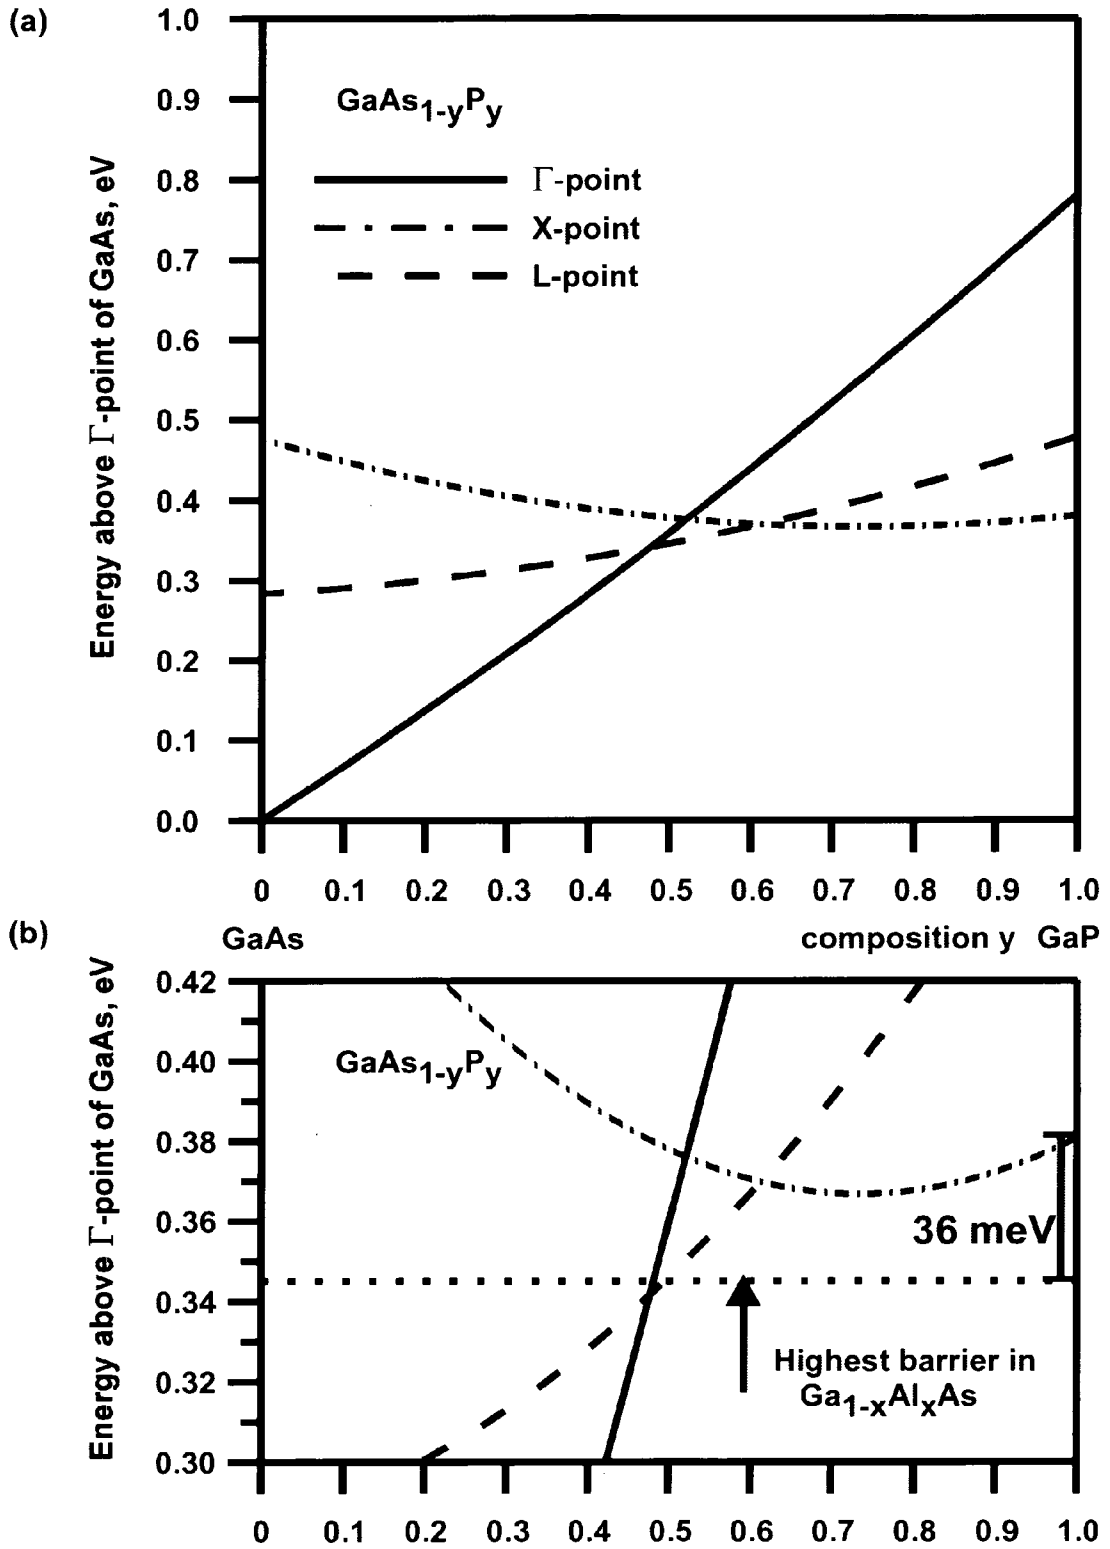 (a)
1.0
0.9
0.8
0.7
0.6
0.5
0.4
0.3
0.2
0.1
0.0
Energy above Γ-point of GaAs, eV
GaAs1-yPy
Γ-point
X-point
L-point
0 0.1 0.2 0.3 0.4 0.5 0.6 0.7 0.8 0.9 1.0
GaAs composition y GaP
(b)
0.42
0.40
0.38
0.36
0.34
0.32
0.30
Energy above Γ-point of GaAs, eV
GaAs1-yPy
36 meV
Highest barrier in
Ga1-xAlxAs
0 0.1 0.2 0.3 0.4 0.5 0.6 0.7 0.8 0.9 1.0